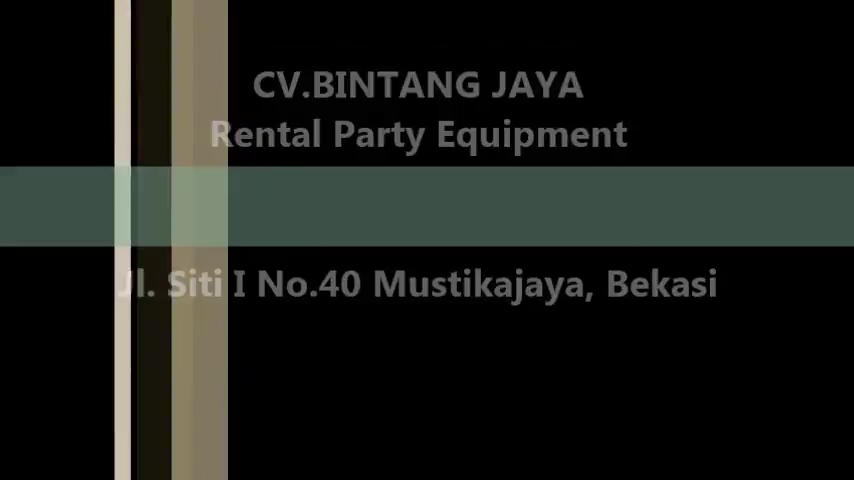 CV.BINTANG JAYA
Rental Party Equipment
Jl. Siti I No.40 Mustikajaya, Bekasi